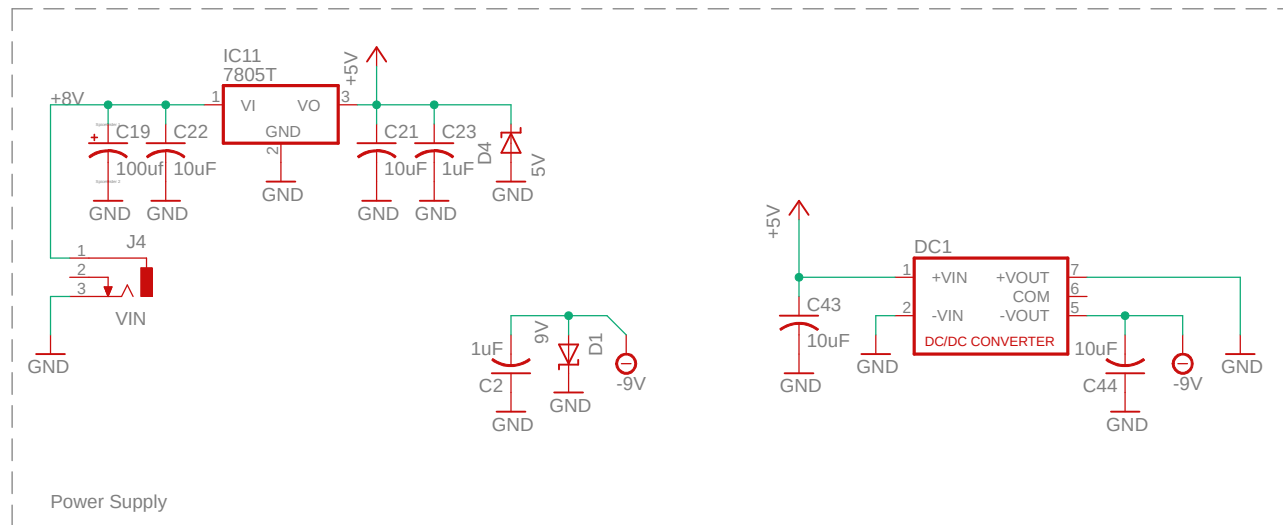 IC11
7805T
+5V
+8V
1
VI
VO
3
GND
2
+
C19
C22
100uf
10uF
C21
C23
10uF
1uF
D4
5V
GND
GND
GND
GND
GND
GND
J4
1
2
3
VIN
GND
1uF
C2
9V
D1
-9V
GND
GND
+5V
C43
10uF
GND
DC1
1
+VIN
+VOUT
7
COM
6
2
-VIN
-VOUT
5
DC/DC CONVERTER
GND
10uF
C44
-9V
GND
GND
Power Supply